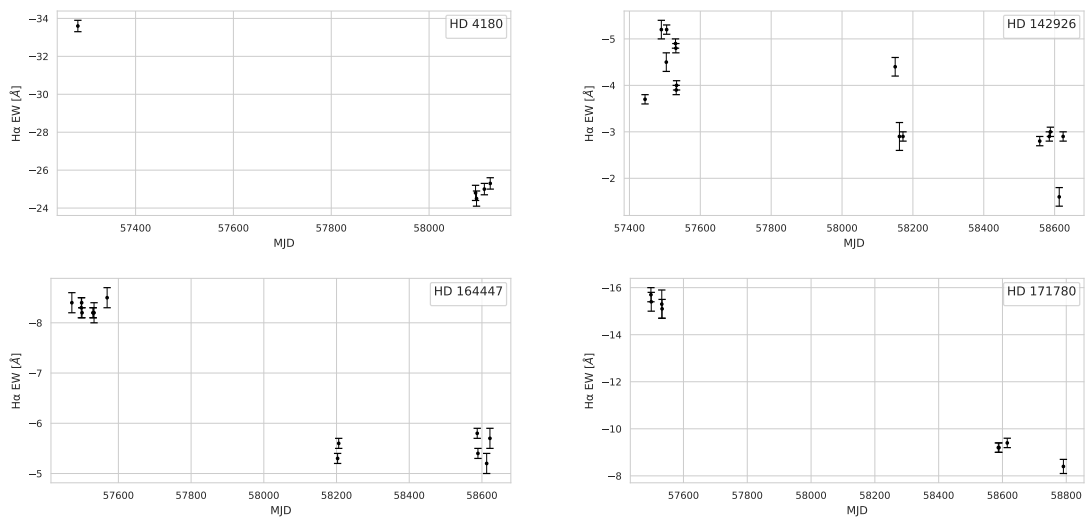 HD 4180
−34
−32
−30
−28
−26
−24
Hα EW [Å]
57400 57600 57800 58000
MJD
HD 142926
−5
−4
−3
−2
Hα EW [Å]
57400 57600 57800 58000 58200 58400 58600
MJD
HD 164447
−8
−7
−6
−5
Hα EW [Å]
57600 57800 58000 58200 58400 58600
MJD
HD 171780
−16
−14
−12
−10
−8
Hα EW [Å]
57600 57800 58000 58200 58400 58600 58800
MJD